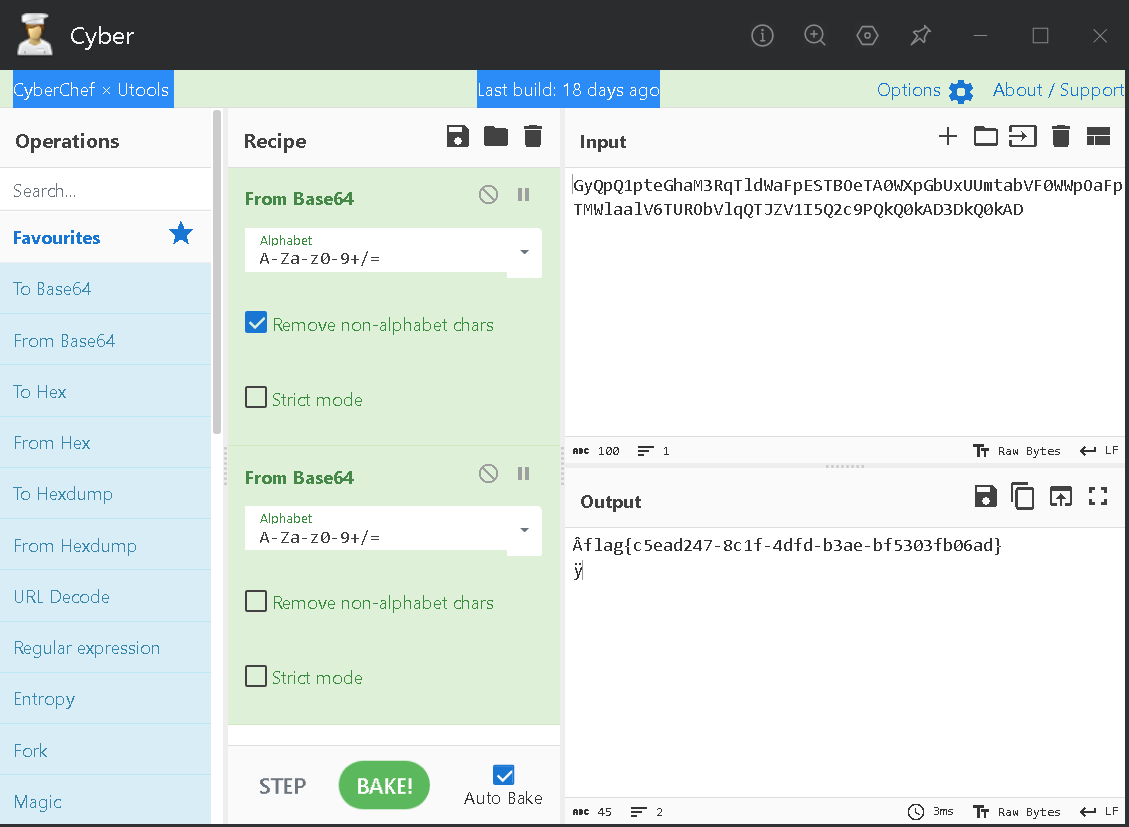 Cyber
CyberChef × Utools
Last build: 18 days ago
Options
About / Support
Operations
Search...
Favourites
To Base64
From Base64
To Hex
From Hex
To Hexdump
From Hexdump
URL Decode
Regular expression
Entropy
Fork
Magic
Recipe
From Base64
Alphabet
A-Za-z0-9+/=
Remove non-alphabet chars
Strict mode
From Base64
Alphabet
A-Za-z0-9+/=
Remove non-alphabet chars
Strict mode
STEP
BAKE!
Auto Bake
Input
GyQpQ1pteGhaM3RqTldWaFpESTBOeTA0WXpGbUxUUmtabVF0WWpOaFp
TMWlaalV6TURObVlqQTJZV1I5Q2c9PQkQ0kAD3DkQ0kAD
ABC 100 1
Raw Bytes LF
Output
Âflag{c5ead247-8c1f-4dfd-b3ae-bf5303fb06ad}
ÿ
ABC 45 2
3ms Raw Bytes LF